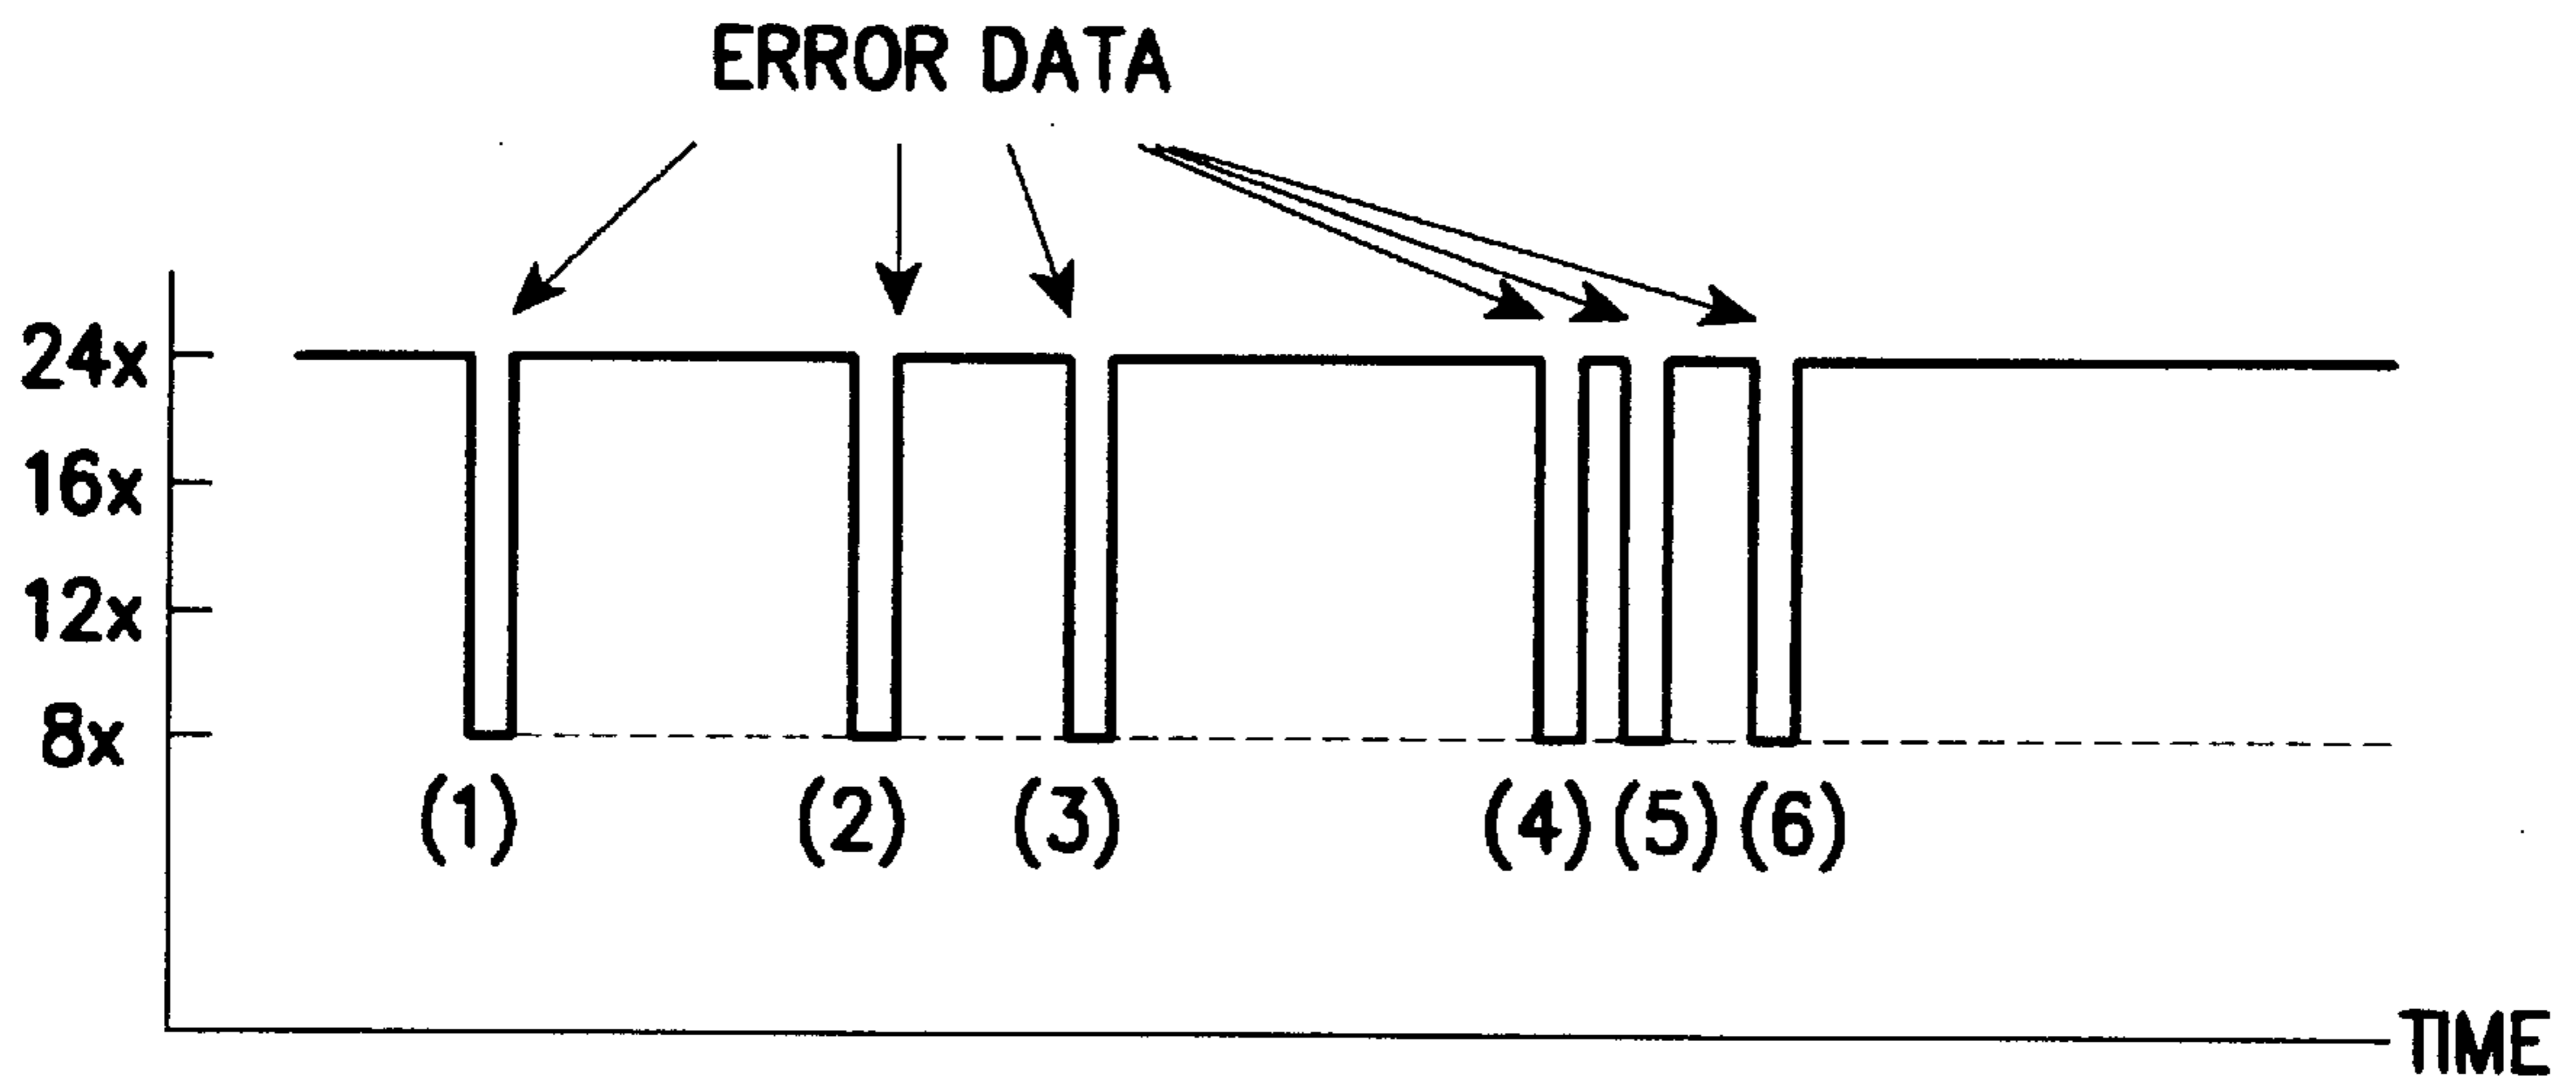 ERROR DATA
24x
16x
12x
8x
(1) (2) (3) (4) (5) (6)
TIME